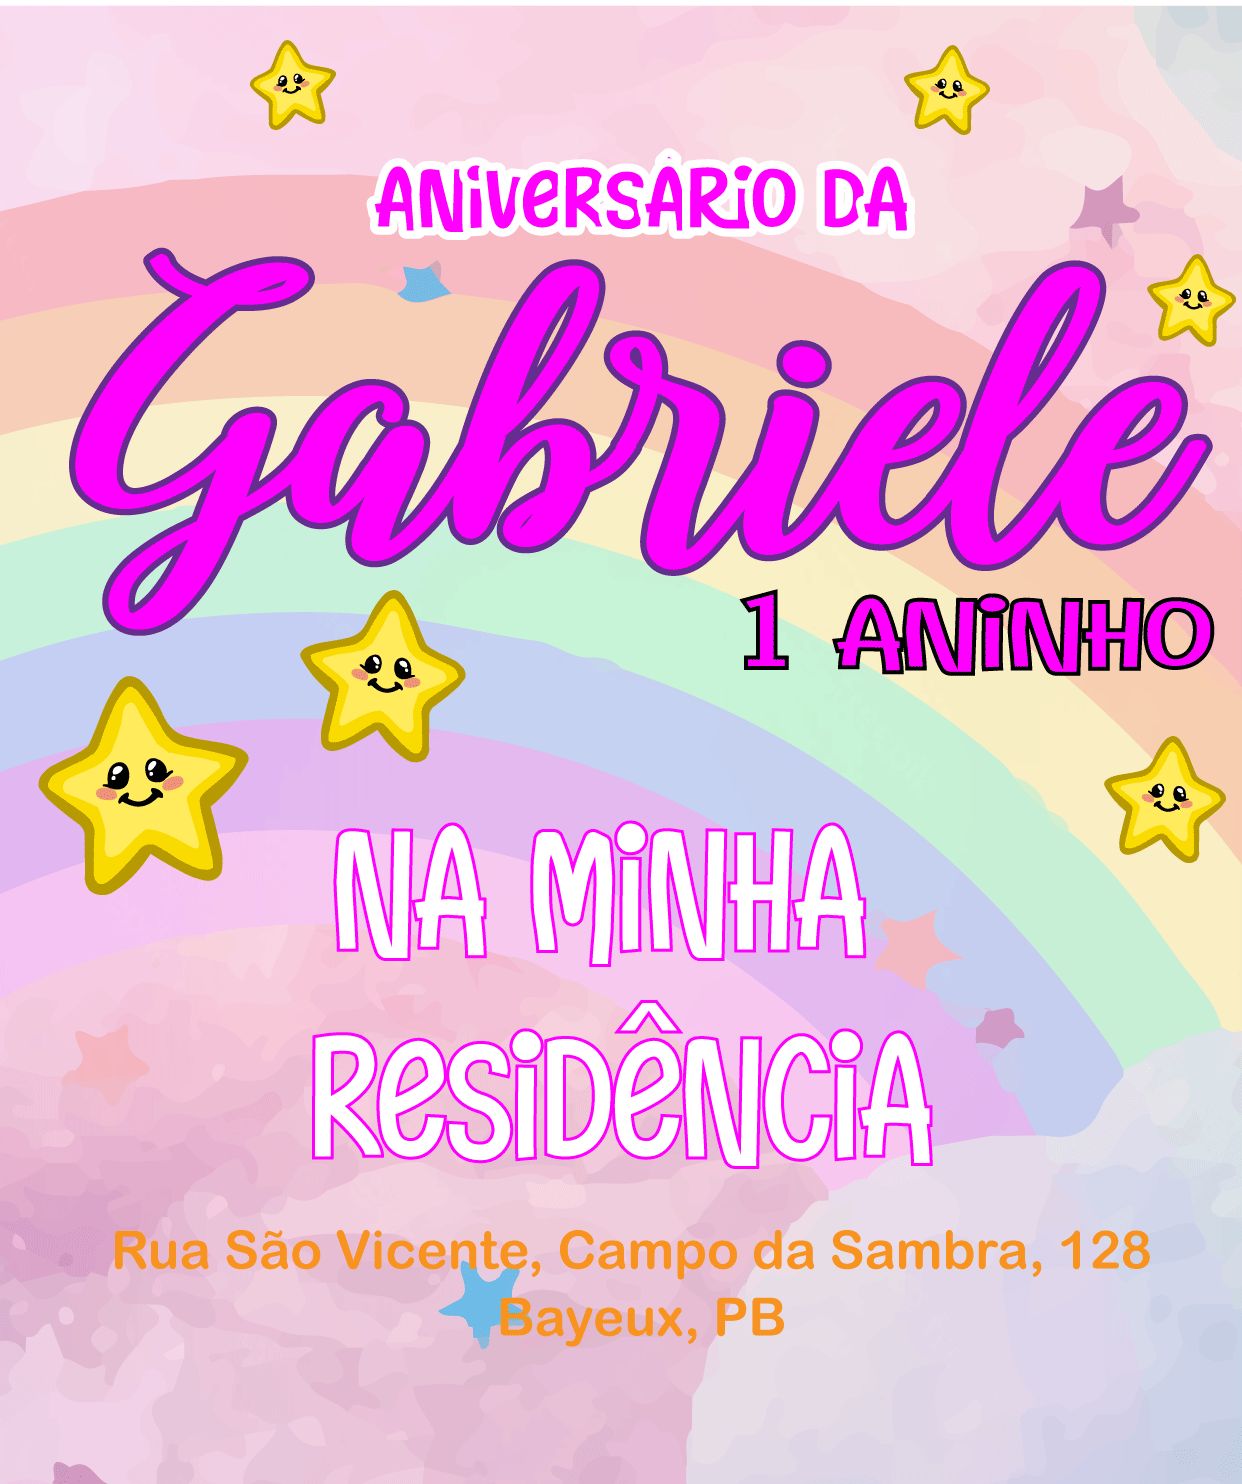 ANiVeRSÁRiO DA
Gabriele
1 ANiNHO
NA MiNHA
ReSiDêNCiA
Rua São Vicente, Campo da Sambra, 128
Bayeux, PB